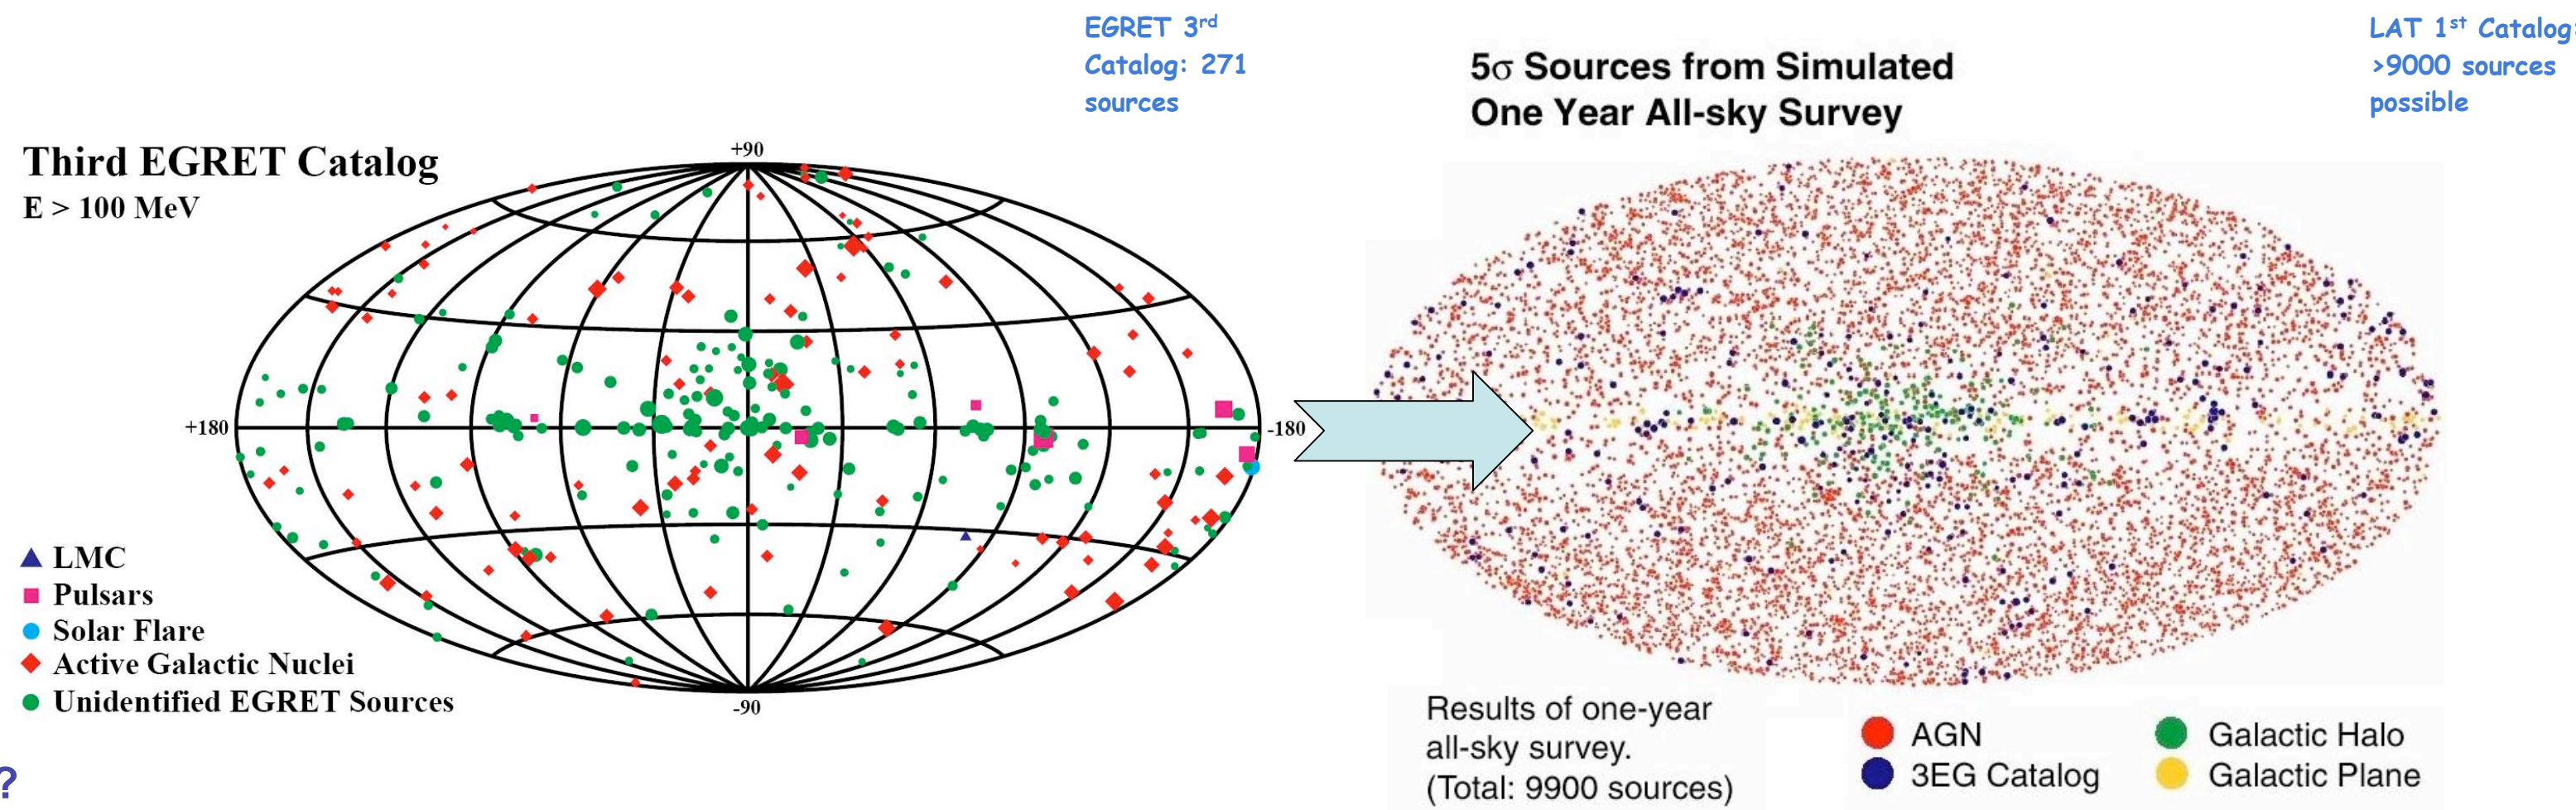 EGRET 3rd
Catalog: 271
sources
LAT 1st Catalog:
>9000 sources
possible
5σ Sources from Simulated
One Year All-sky Survey
Third EGRET Catalog
E > 100 MeV
+90
+180
-180
-90
LMC
Pulsars
Solar Flare
Active Galactic Nuclei
Unidentified EGRET Sources
Results of one-year
all-sky survey.
(Total: 9900 sources)
AGN
3EG Catalog
Galactic Halo
Galactic Plane
?